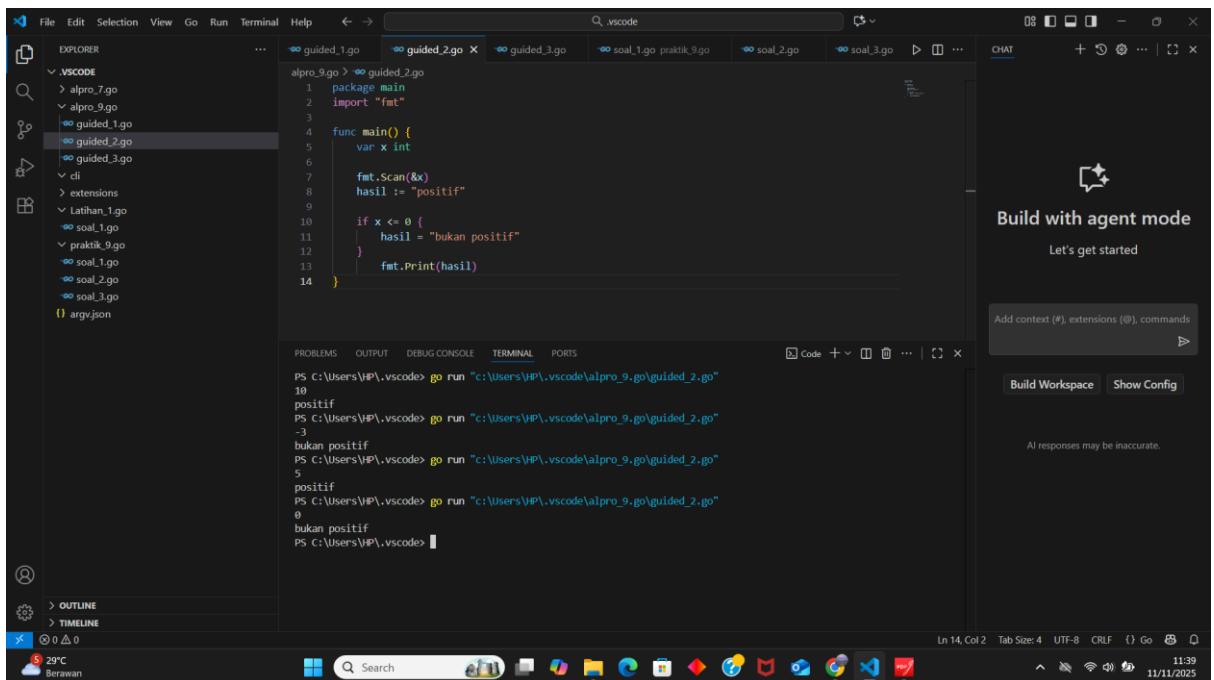 File Edit Selection View Go Run Terminal Help
.vscode
EXPLORER
.VSCODE
alpro_7.go
alpro_9.go
guided_1.go
guided_2.go
guided_3.go
cli
extensions
Latihan_1.go
soal_1.go
praktik_9.go
soal_1.go
soal_2.go
soal_3.go
{} argv.json
OUTLINE
TIMELINE
guided_1.go guided_2.go guided_3.go soal_1.go praktik_9.go soal_2.go soal_3.go
alpro_9.go > guided_2.go
1 package main
2 import "fmt"
3
4 func main() {
5 var x int
6
7 fmt.Scan(&x)
8 hasil := "positif"
9
10 if x <= 0 {
11 hasil = "bukan positif"
12 }
13 fmt.Print(hasil)
14 }
PROBLEMS OUTPUT DEBUG CONSOLE TERMINAL PORTS
Code
PS C:\Users\HP\.vscode> go run "c:\Users\HP\.vscode\alpro_9.go\guided_2.go"
10
positif
PS C:\Users\HP\.vscode> go run "c:\Users\HP\.vscode\alpro_9.go\guided_2.go"
-3
bukan positif
PS C:\Users\HP\.vscode> go run "c:\Users\HP\.vscode\alpro_9.go\guided_2.go"
5
positif
PS C:\Users\HP\.vscode> go run "c:\Users\HP\.vscode\alpro_9.go\guided_2.go"
0
bukan positif
PS C:\Users\HP\.vscode>
CHAT
Build with agent mode
Let's get started
Add context (#), extensions (@), commands
Build Workspace Show Config
AI responses may be inaccurate.
0 0
Ln 14, Col 2 Tab Size: 4 UTF-8 CRLF {} Go
5
29°C
Berawan
Search
11:39
11/11/2025